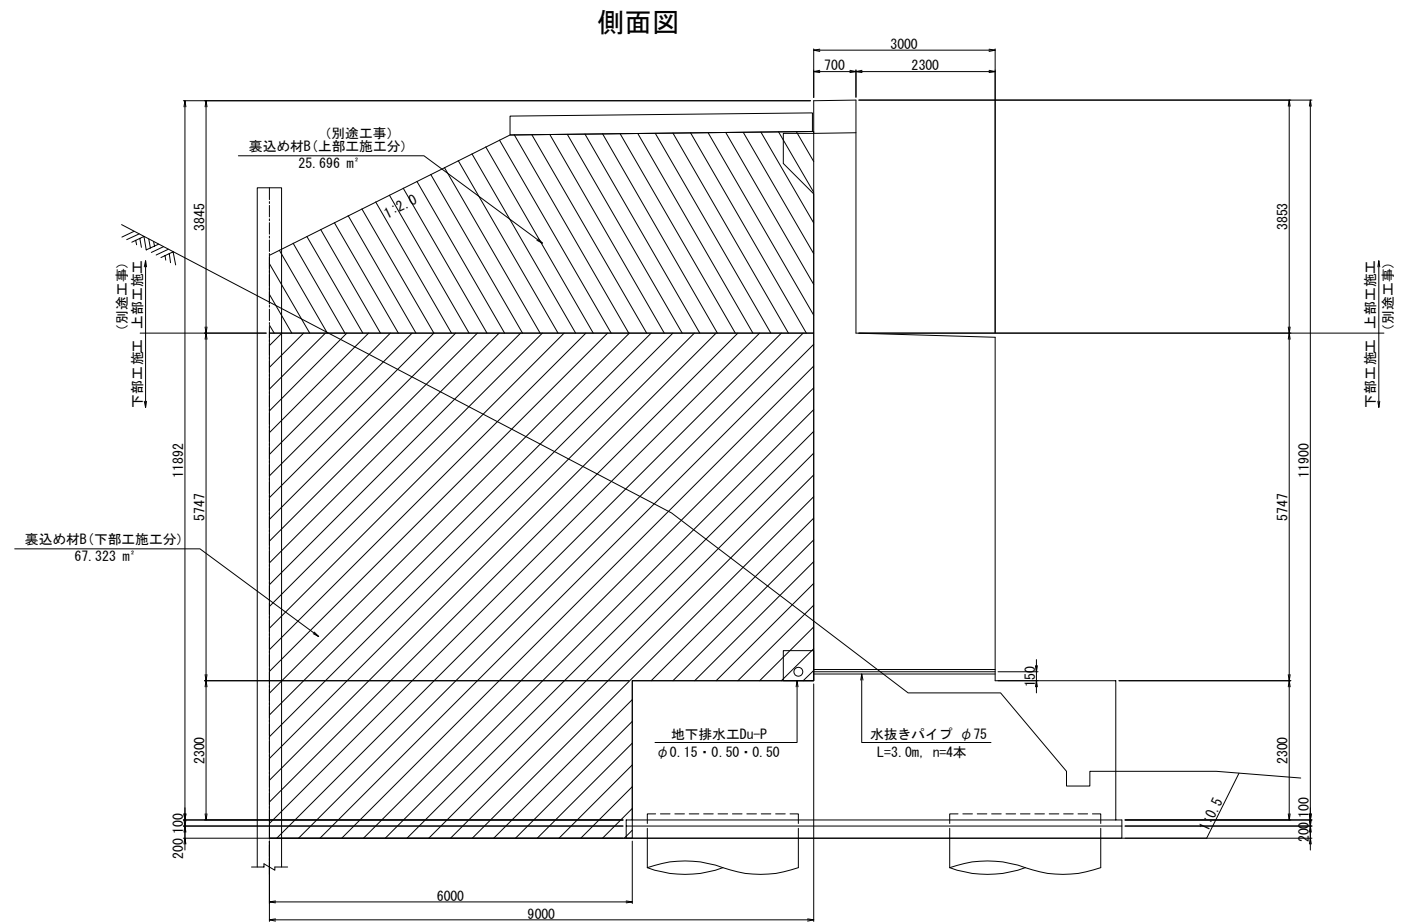 側面図
3000
700
2300
(別途工事)
裏込め材B(上部工施工分)
25.696 m²
1:2.0
3845
3853
(別途工事)
上部工施工
下部工施工
上部工施工
(別途工事)
下部工施工
11892
5747
5747
11900
裏込め材B(下部工施工分)
67.323 m²
150
地下排水工Du-P
φ0.15・0.50・0.50
水抜きパイプ φ75
L=3.0m, n=4本
2300
2300
1:0.5
100
200
100
200
6000
9000